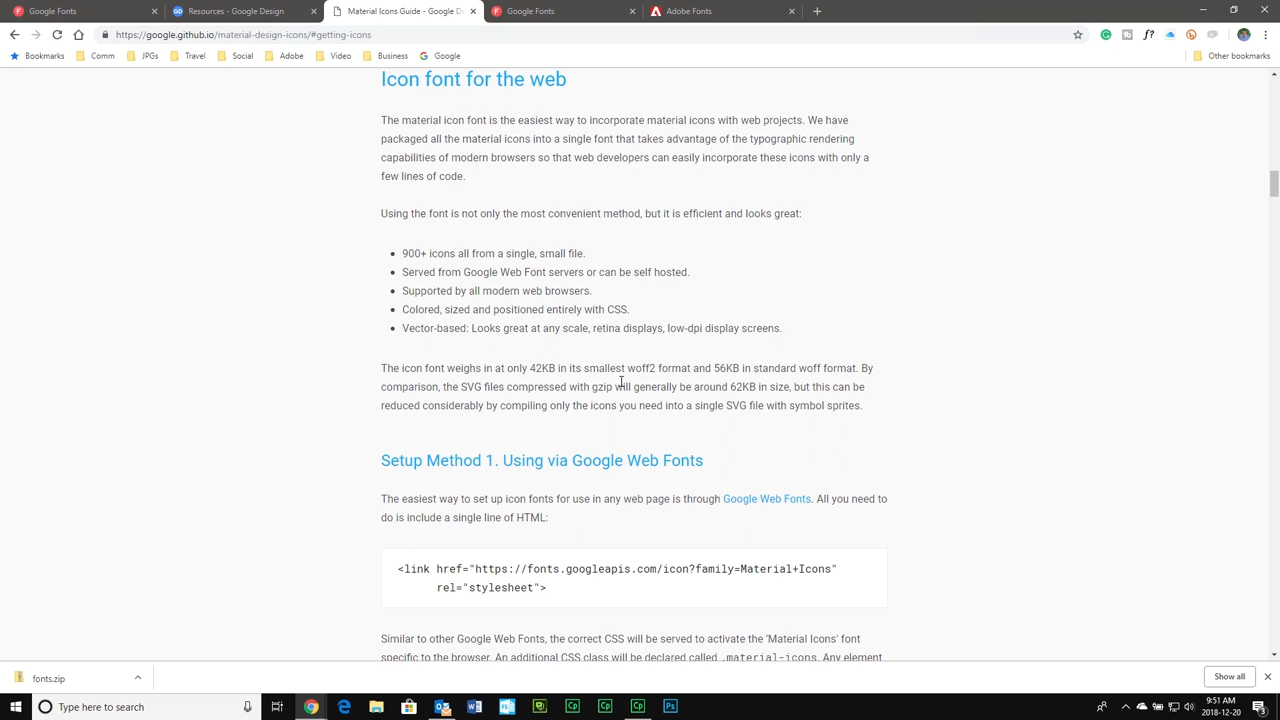 Google Fonts
Resources - Google Design
Material Icons Guide - Google D
Google Fonts
Adobe Fonts
https://google.github.io/material-design-icons/#getting-icons
Bookmarks
Comm
JPGs
Travel
Social
Adobe
Video
Business
Google
Other bookmarks
Icon font for the web
The material icon font is the easiest way to incorporate material icons with web projects. We have
packaged all the material icons into a single font that takes advantage of the typographic rendering
capabilities of modern browsers so that web developers can easily incorporate these icons with only a
few lines of code.
Using the font is not only the most convenient method, but it is efficient and looks great:
• 900+ icons all from a single, small file.
• Served from Google Web Font servers or can be self hosted.
• Supported by all modern web browsers.
• Colored, sized and positioned entirely with CSS.
• Vector-based: Looks great at any scale, retina displays, low-dpi display screens.
The icon font weighs in at only 42KB in its smallest woff2 format and 56KB in standard woff format. By
comparison, the SVG files compressed with gzip will generally be around 62KB in size, but this can be
reduced considerably by compiling only the icons you need into a single SVG file with symbol sprites.
Setup Method 1. Using via Google Web Fonts
The easiest way to set up icon fonts for use in any web page is through Google Web Fonts. All you need to
do is include a single line of HTML:
<link href="https://fonts.googleapis.com/icon?family=Material+Icons"
rel="stylesheet">
Similar to other Google Web Fonts, the correct CSS will be served to activate the 'Material Icons' font
specific to the browser. An additional CSS class will be declared called .material-icons. Any element
fonts.zip
Show all
Type here to search
9:51 AM
2018-12-20